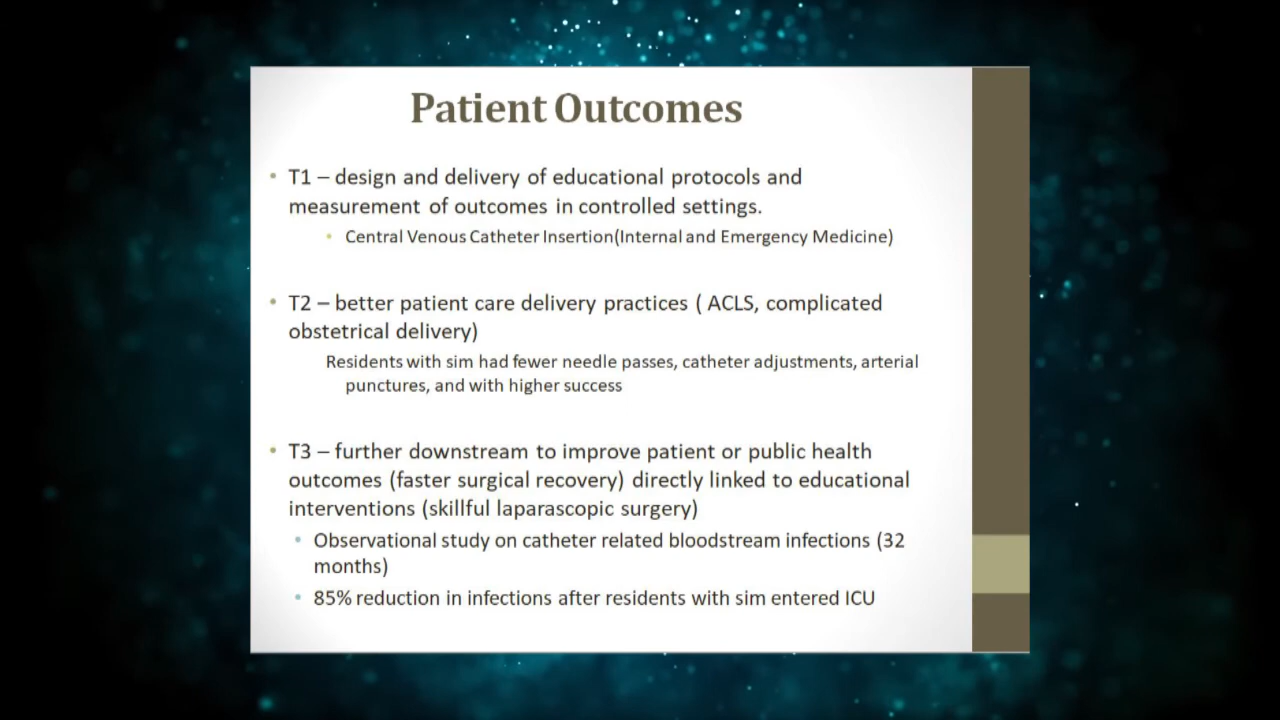 Patient Outcomes
• T1 – design and delivery of educational protocols and
measurement of outcomes in controlled settings.
• Central Venous Catheter Insertion(Internal and Emergency Medicine)
• T2 – better patient care delivery practices ( ACLS, complicated
obstetrical delivery)
Residents with sim had fewer needle passes, catheter adjustments, arterial
punctures, and with higher success
• T3 – further downstream to improve patient or public health
outcomes (faster surgical recovery) directly linked to educational
interventions (skillful laparascopic surgery)
• Observational study on catheter related bloodstream infections (32
months)
• 85% reduction in infections after residents with sim entered ICU